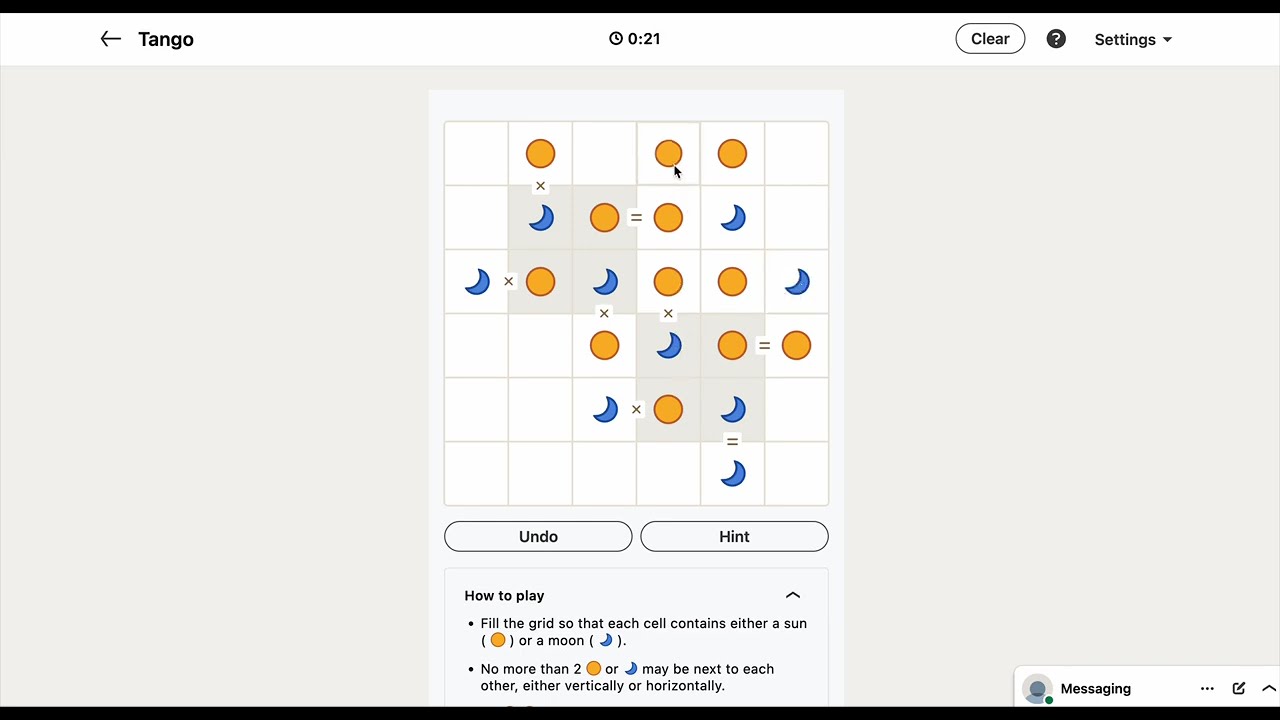 Tango
0:21
Clear
?
Settings
×
=
×
× ×
=
×
=
Undo
Hint
How to play
• Fill the grid so that each cell contains either a sun
( ) or a moon ( ).
• No more than 2 or may be next to each
other, either vertically or horizontally.
Messaging